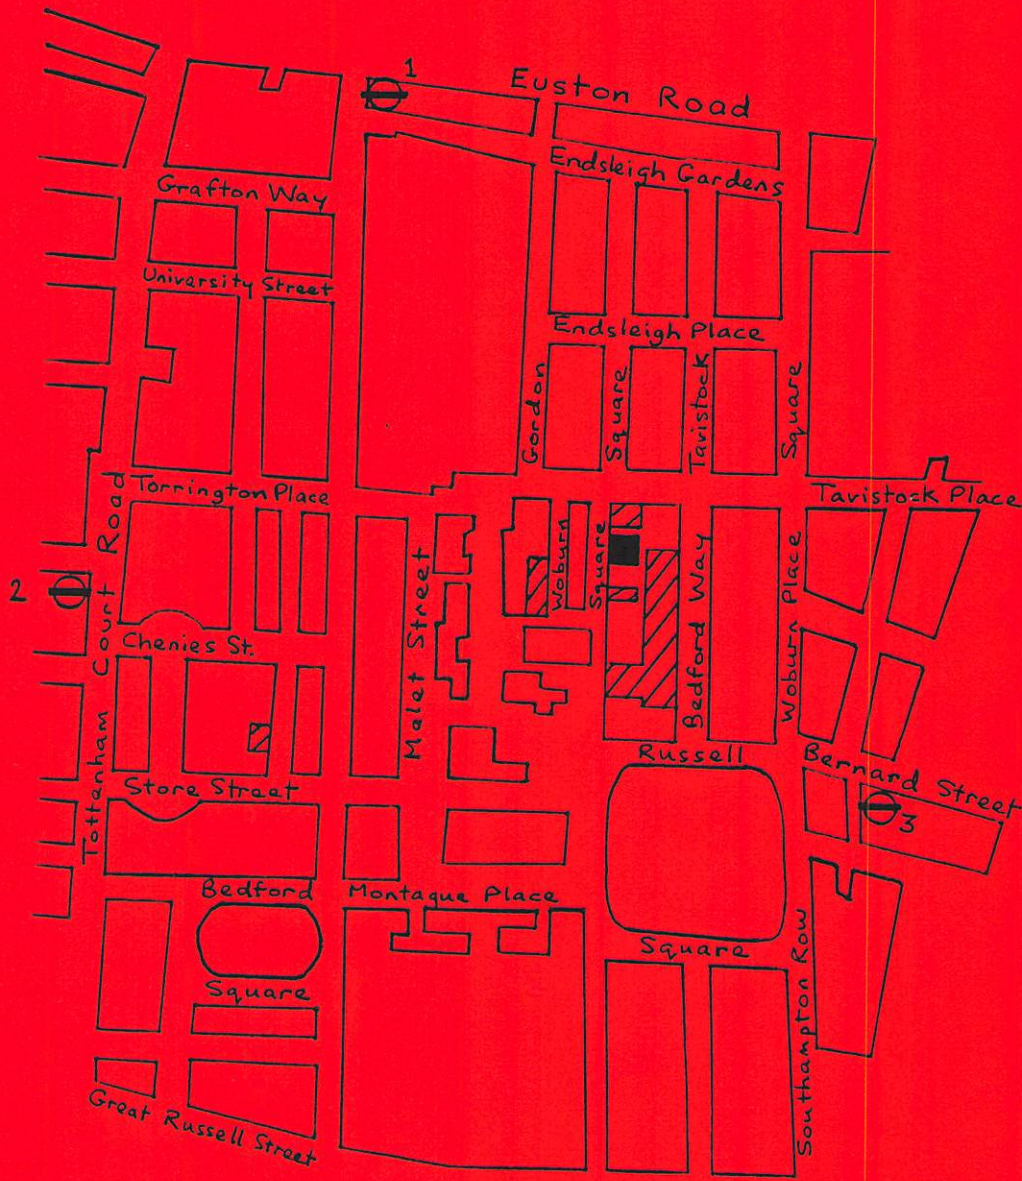 1
Euston Road
Endsleigh Gardens
Grafton Way
University Street
Endsleigh Place
Gordon
Square
Tavistock
Square
Torrington Place
Tavistock Place
Tottenham Court Road
2
Malet Street
Woburn
Square
Bedford Way
Woburn Place
Chenies St.
Russell
Bernard Street
3
Store Street
Bedford
Montague Place
Square
Square
Southampton Row
Great Russell Street